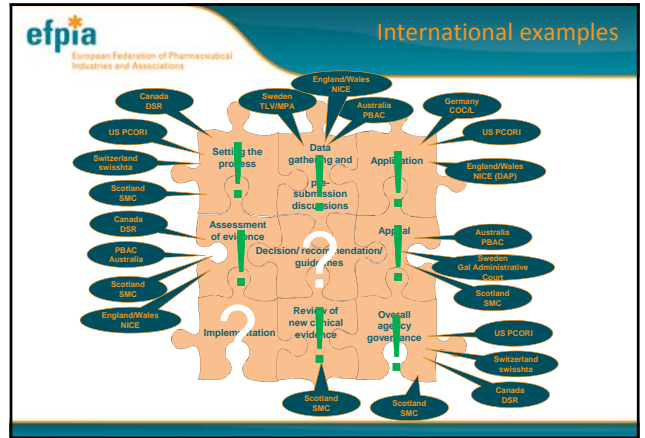 efpia
European Federation of Pharmaceutical
Industries and Associations
International examples
Canada
DSR
US PCORI
Switzerland
swisshta
Scotland
SMC
Sweden
TLV/MPA
England/Wales
NICE
Australia
PBAC
Germany
COC/L
US PCORI
England/Wales
NICE (DAP)
Setting the
process
!
Data
gathering and
/
pre-
submission
discussions
!
Application
!
Canada
DSR
PBAC
Australia
Scotland
SMC
England/Wales
NICE
Assessment
of evidence
!
Decision/ recommendation/
guidelines
?
Appeal
!
Australia
PBAC
Sweden
Gal Administrative
Court
Scotland
SMC
Implementation
?
Review of
new clinical
evidence
!
Overall
agency
governance
!
US PCORI
Switzerland
swisshta
Canada
DSR
Scotland
SMC
Scotland
SMC